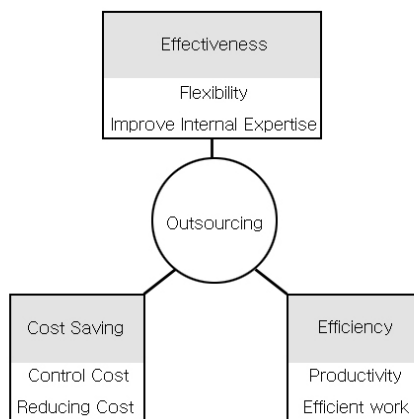 Effectiveness
Flexibility
Improve Internal Expertise
Outsourcing
Cost Saving
Control Cost
Reducing Cost
Efficiency
Productivity
Efficient work